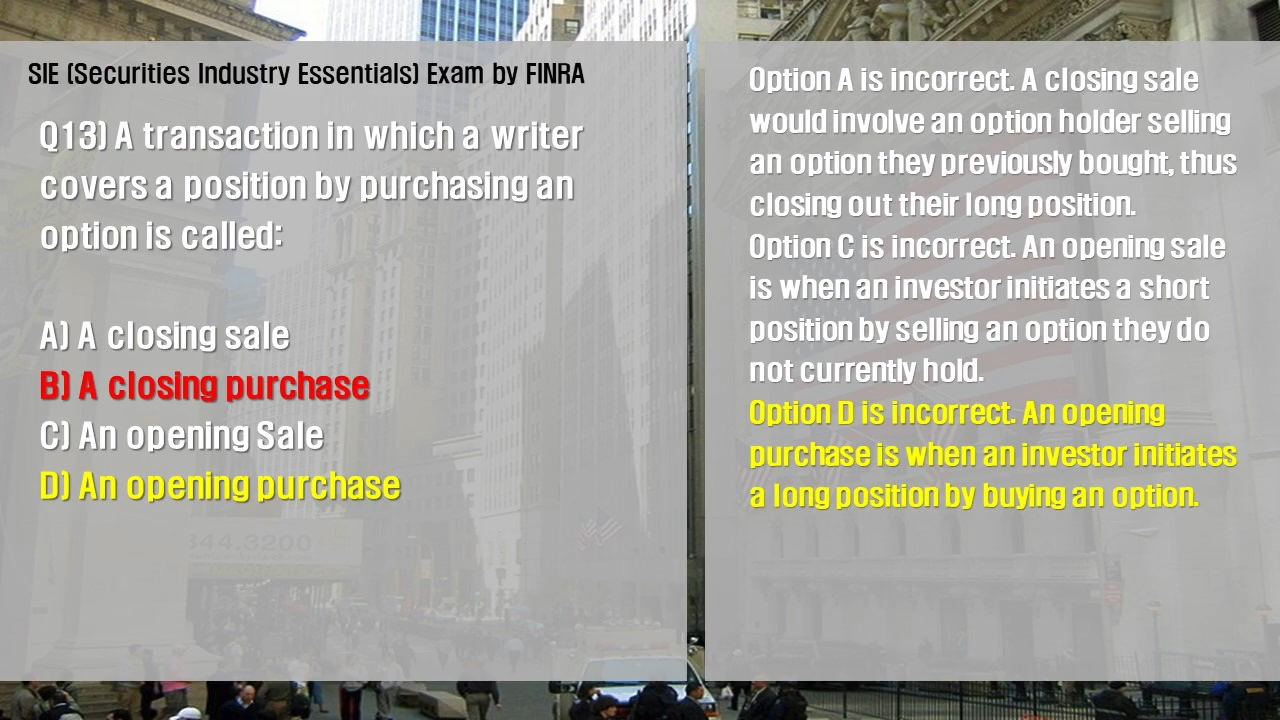 SIE (Securities Industry Essentials) Exam by FINRA
Q13) A transaction in which a writer
covers a position by purchasing an
option is called:
A) A closing sale
B) A closing purchase
C) An opening Sale
D) An opening purchase
344.3200
Option A is incorrect. A closing sale
would involve an option holder selling
an option they previously bought, thus
closing out their long position.
Option C is incorrect. An opening sale
is when an investor initiates a short
position by selling an option they do
not currently hold.
Option D is incorrect. An opening
purchase is when an investor initiates
a long position by buying an option.